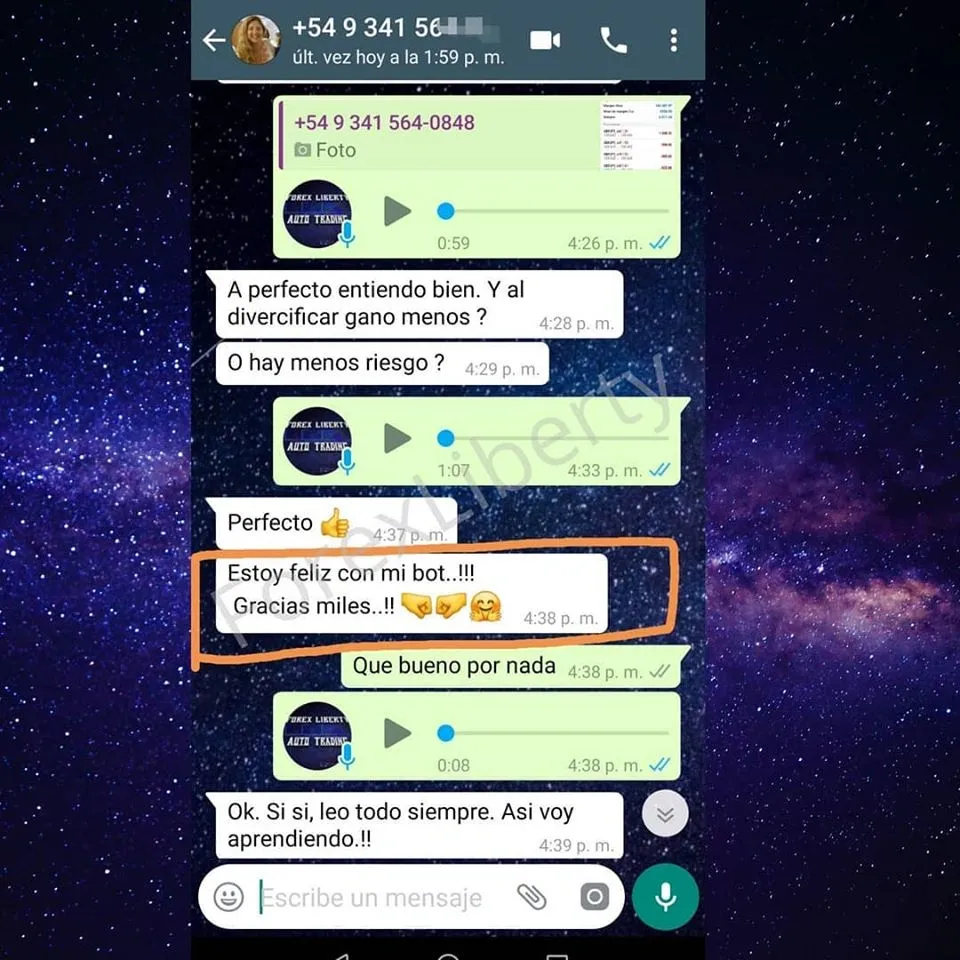 +54 9 341 56
últ. vez hoy a la 1:59 p. m.
+54 9 341 564-0848
Foto
FOREX LIBERTY
AUTO TRADING
0:59
4:26 p. m.
A perfecto entiendo bien. Y al
divercificar gano menos ?
4:28 p. m.
O hay menos riesgo ?
4:29 p. m.
FOREX LIBERTY
AUTO TRADING
1:07
4:33 p. m.
Perfecto
4:37 p. m.
Estoy feliz con mi bot..!!!
Gracias miles..!!
4:38 p. m.
Que bueno por nada
4:38 p. m.
FOREX LIBERTY
AUTO TRADING
0:08
4:38 p. m.
Ok. Si si, leo todo siempre. Asi voy
aprendiendo.!!
4:39 p. m.
Escribe un mensaje
ForexLiberty